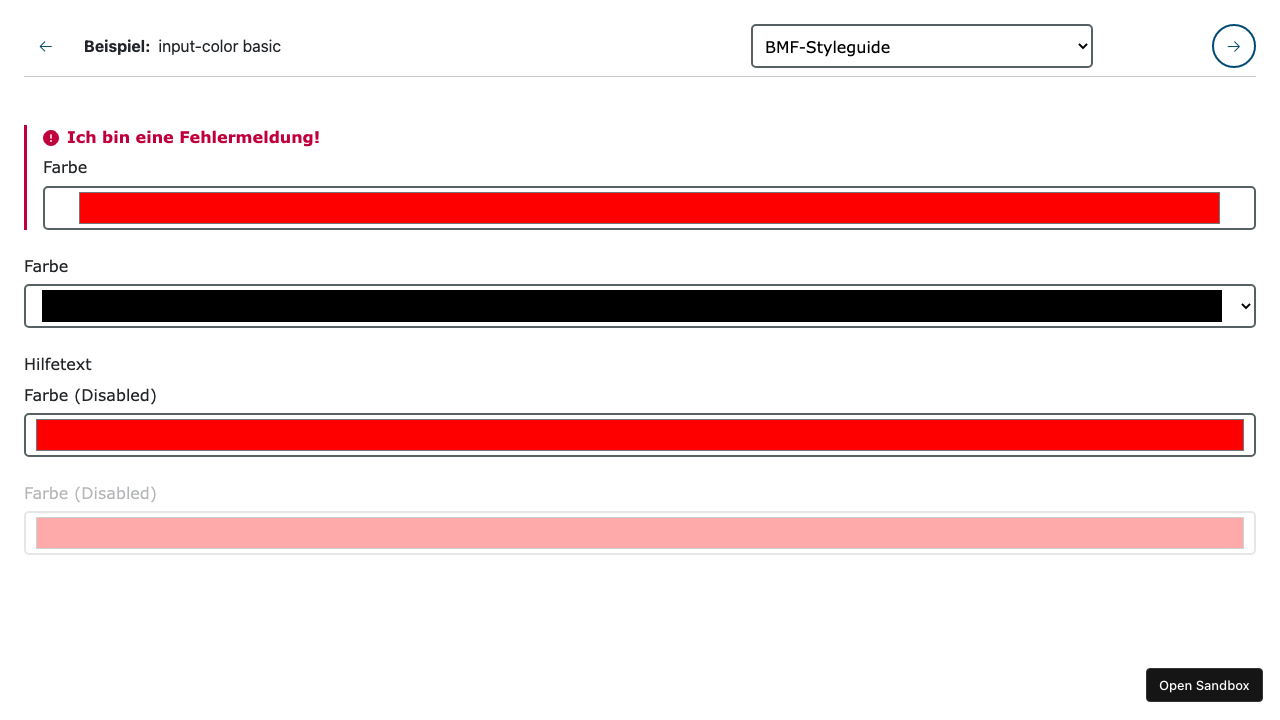 Beispiel: input-color basic
BMF-Styleguide
Ich bin eine Fehlermeldung!
Farbe
Farbe
Hilfetext
Farbe (Disabled)
Farbe (Disabled)
Open Sandbox